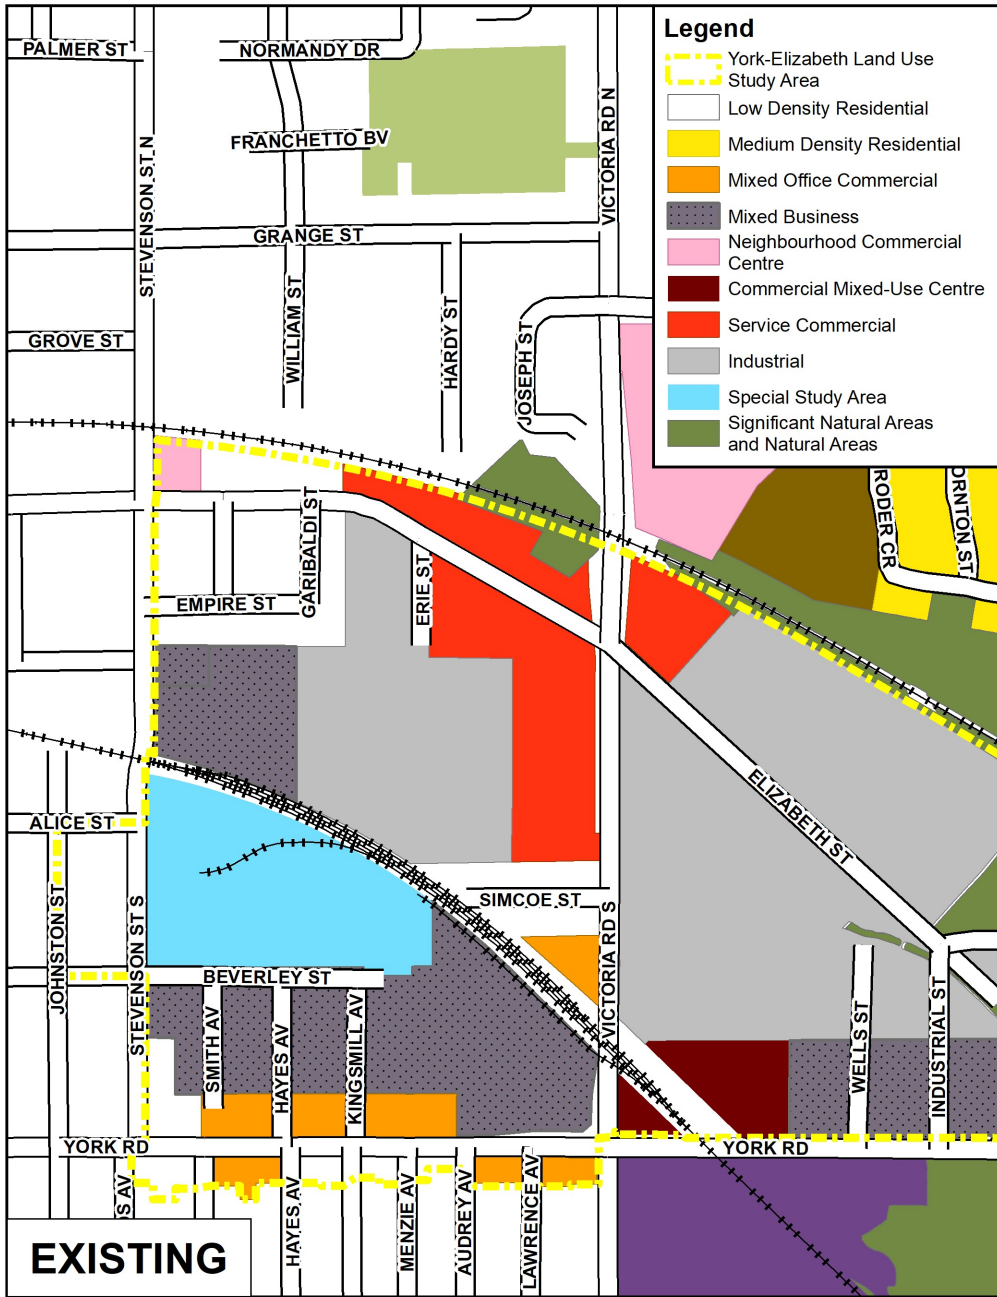 Legend
York-Elizabeth Land Use
Study Area
Low Density Residential
Medium Density Residential
Mixed Office Commercial
Mixed Business
Neighbourhood Commercial
Centre
Commercial Mixed-Use Centre
Service Commercial
Industrial
Special Study Area
Significant Natural Areas
and Natural Areas
PALMER ST
NORMANDY DR
FRANCHETTO BV
STEVENSON ST N
VICTORIA RD N
GRANGE ST
WILLIAM ST
HARDY ST
JOSEPH ST
GROVE ST
RODER CR
ORNTON ST
GARIBALDI ST
ERIE ST
EMPIRE ST
ELIZABETH ST
ALICE ST
JOHNSTON ST
STEVENSON ST S
SIMCOE ST
VICTORIA RD S
BEVERLEY ST
SMITH AV
HAYES AV
KINGSMILL AV
WELLS ST
INDUSTRIAL ST
YORK RD
YORK RD
OS AV
HAYES AV
MENZIE AV
AUDREY AV
LAWRENCE AV
EXISTING